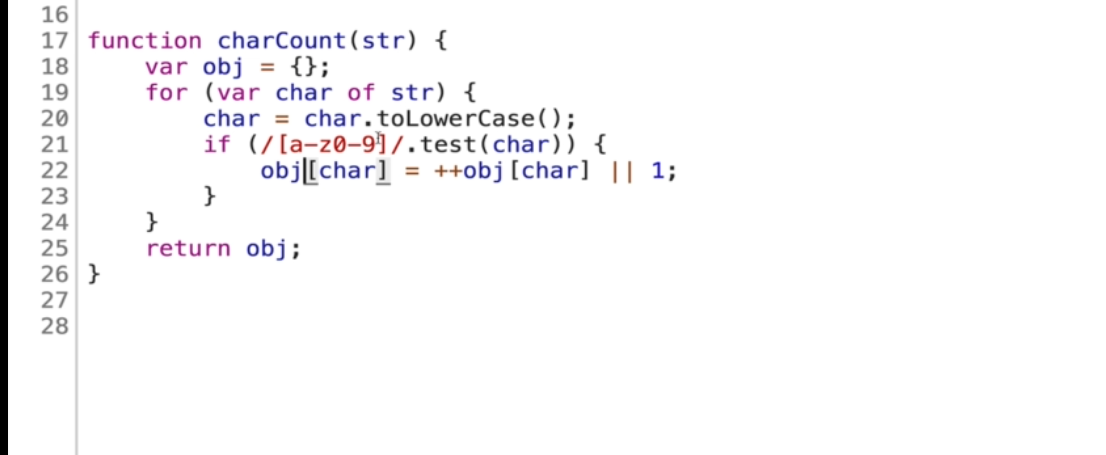 16
17 function charCount(str) {
18     var obj = {};
19     for (var char of str) {
20         char = char.toLowerCase();
21         if (/[a-z0-9]/.test(char)) {
22             obj[char] = ++obj[char] || 1;
23         }
24     }
25     return obj;
26 }
27
28